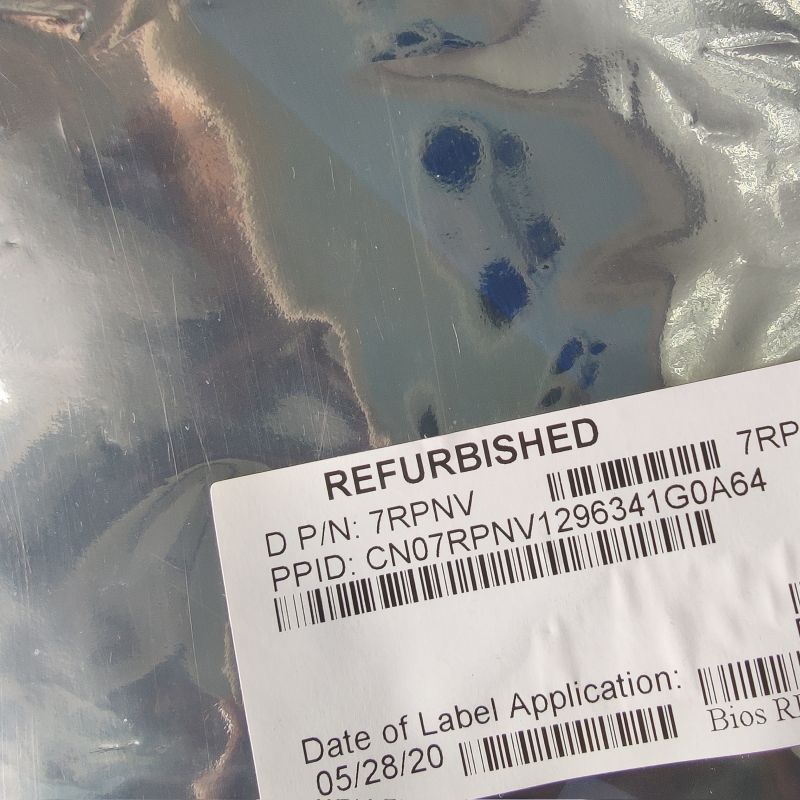 REFURBISHED
D P/N: 7RPNV
7RP
PPID: CN07RPNV1296341G0A64
Date of Label Application:
05/28/20
Bios